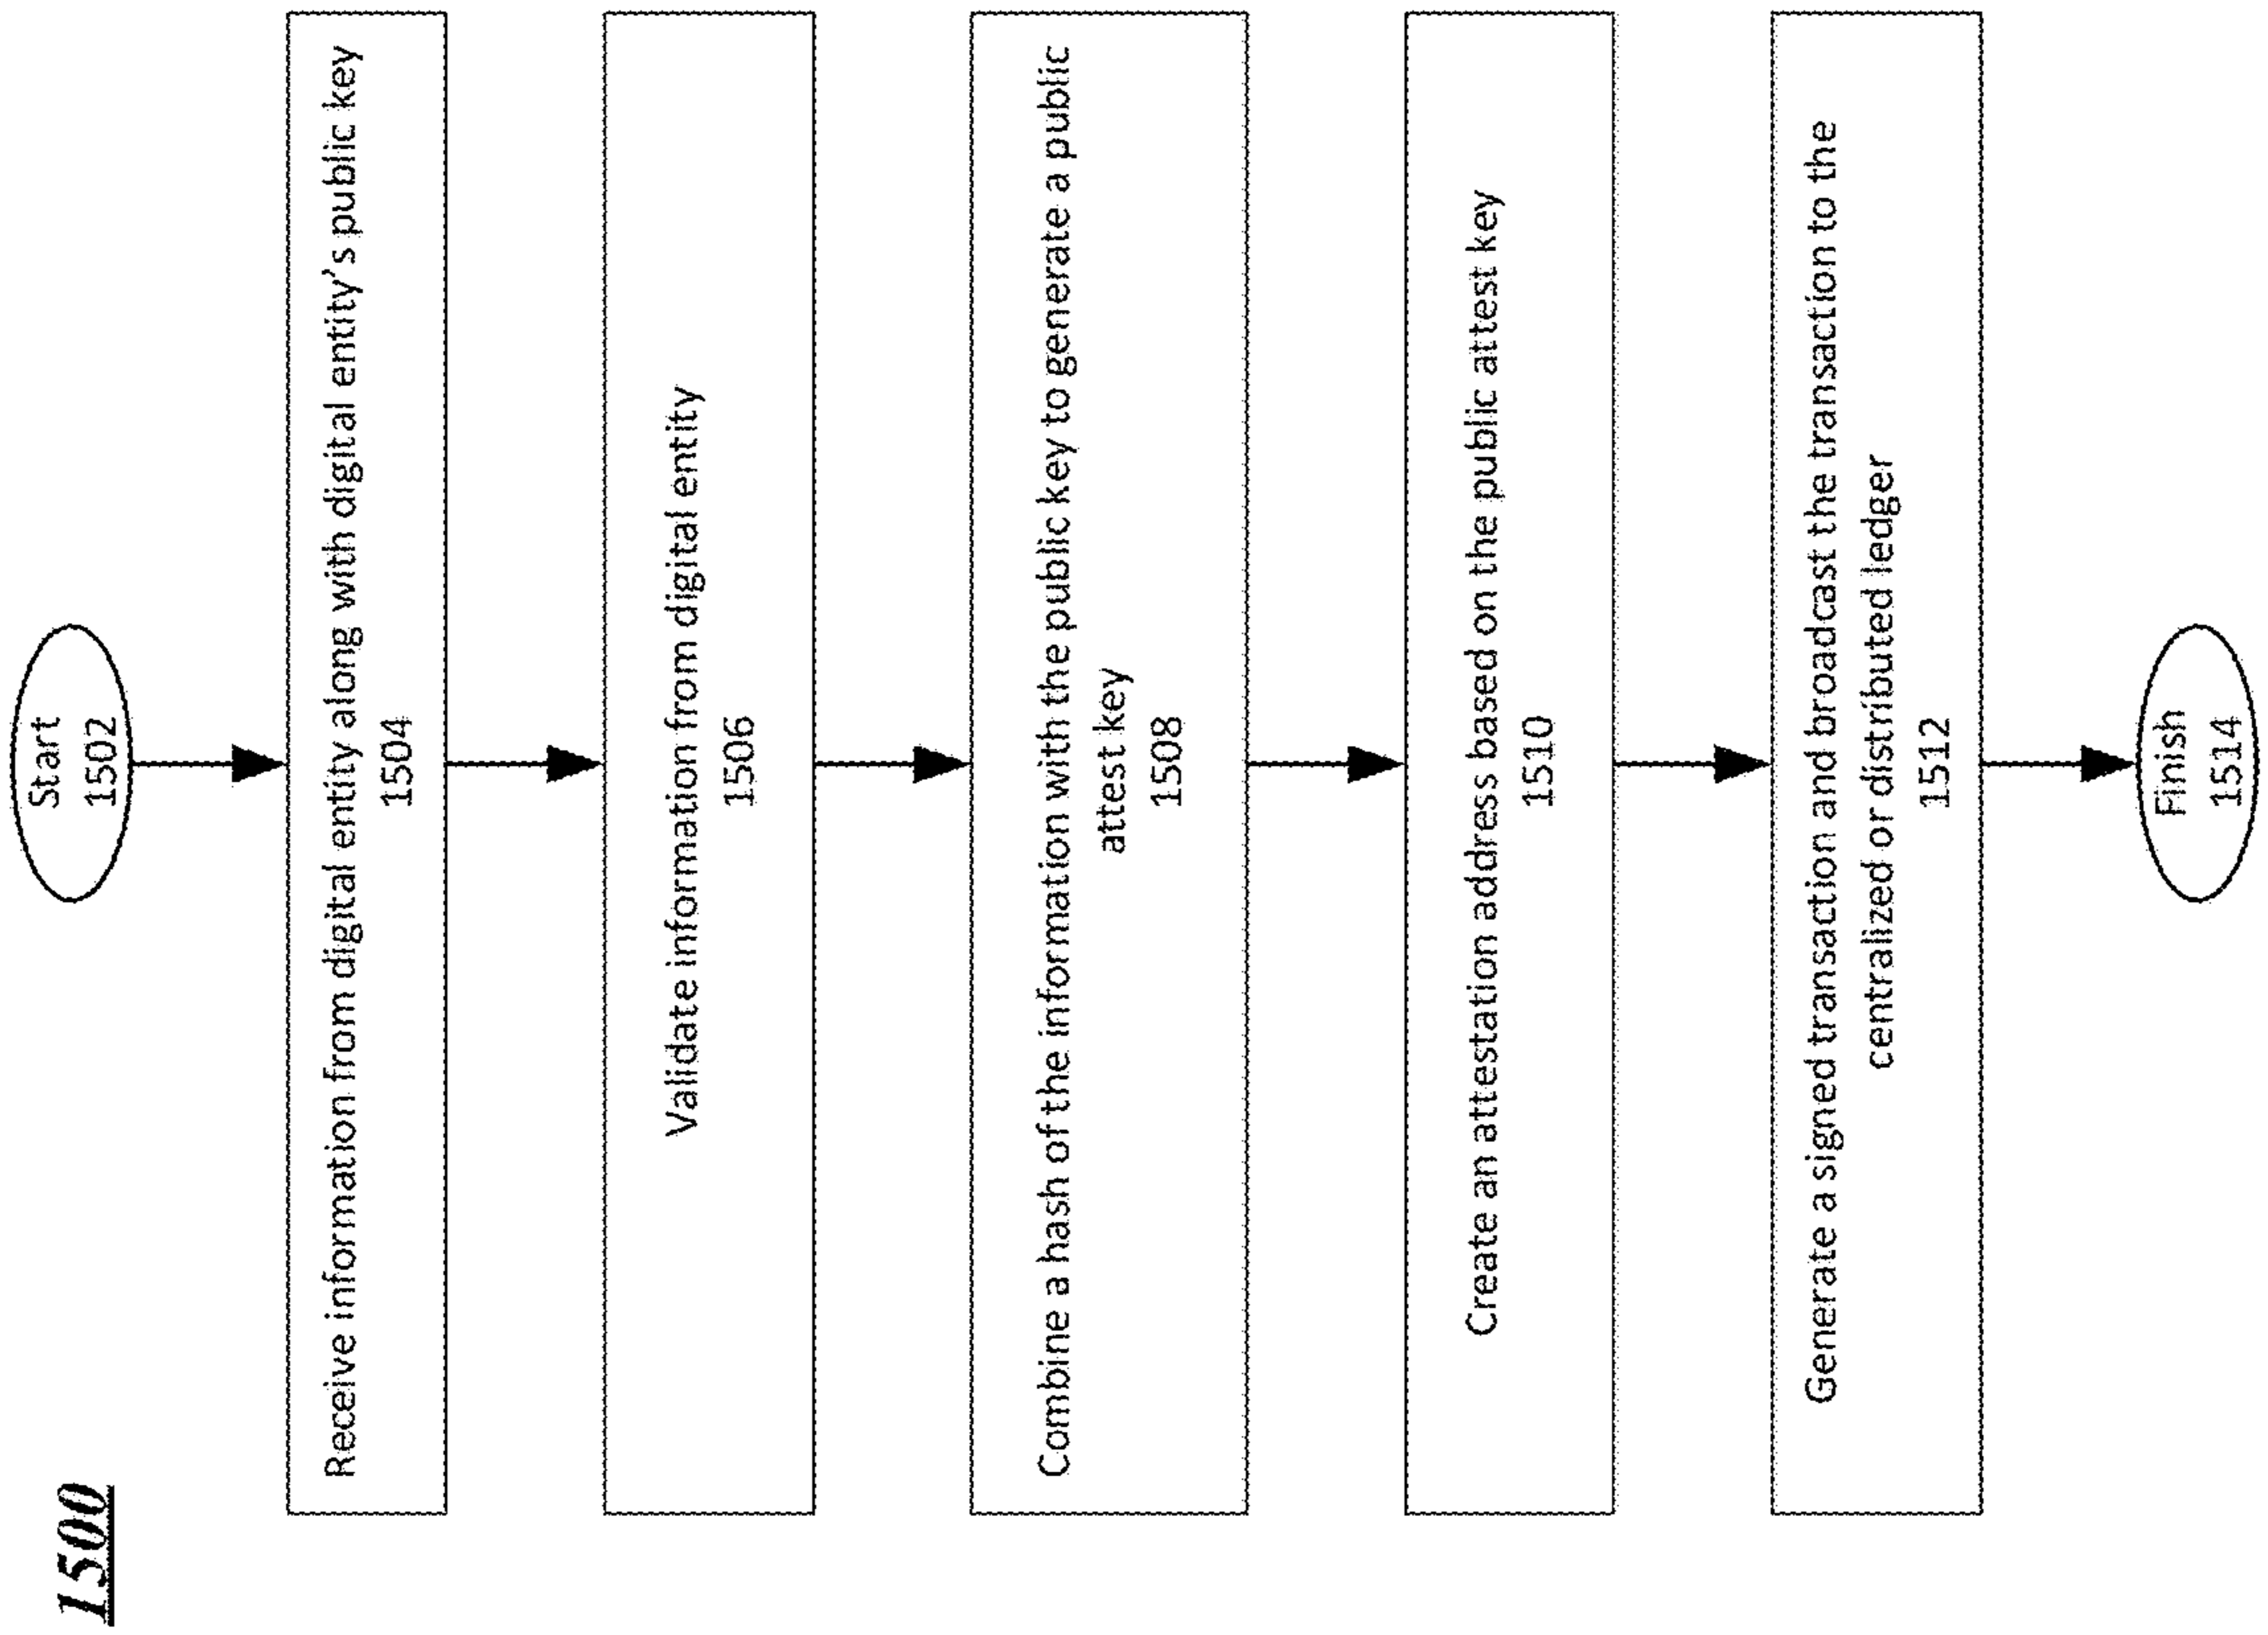 1500
Start
1502
Receive information from digital entity along with digital entity's public key
1504
Validate information from digital entity
1506
Combine a hash of the information with the public key to generate a public
attest key
1508
Create an attestation address based on the public attest key
1510
Generate a signed transaction and broadcast the transaction to the
centralized or distributed ledger
1512
Finish
1514